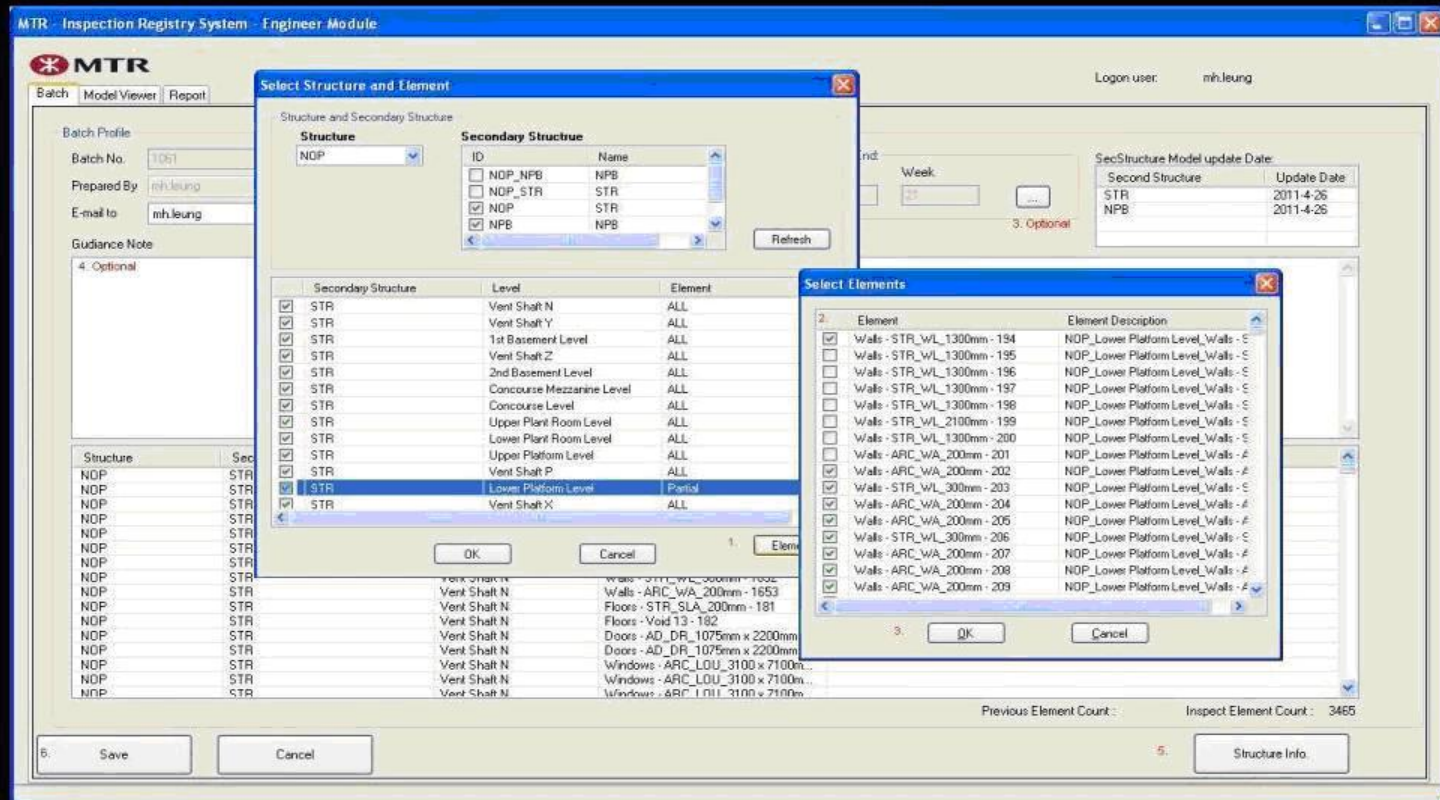 MTR - Inspection Registry System - Engineer Module
MTR
Logon user: mh.leung
Batch Model Viewer Report
Batch Profile
Batch No. 1061
Prepared By mh.leung
E-mail to mh.leung
Gudiance Note
4. Optional
Week
3. Optional
SecStructure Model update Date:
Second Structure Update Date
STR 2011-4-26
NPB 2011-4-26
Select Structure and Element
Structure and Secondary Structure
Structure Secondary Structrue
NOP
ID Name
NOP_NPB NPB
NOP_STR STR
NOP STR
NPB NPB
Refresh
Secondary Structure Level Element
STR Vent Shaft N ALL
STR Vent Shaft Y ALL
STR 1st Basement Level ALL
STR Vent Shaft Z ALL
STR 2nd Basement Level ALL
STR Concourse Mezzanine Level ALL
STR Concourse Level ALL
STR Upper Plant Room Level ALL
STR Lower Plant Room Level ALL
STR Upper Platform Level ALL
STR Vent Shaft P ALL
STR Lower Platform Level Partial
STR Vent Shaft X ALL
OK Cancel 1. Eleme
Select Elements
2. Element Element Description
Walls - STR_WL_1300mm - 194 NOP_Lower Platform Level_Walls - S
Walls - STR_WL_1300mm - 195 NOP_Lower Platform Level_Walls - S
Walls - STR_WL_1300mm - 196 NOP_Lower Platform Level_Walls - S
Walls - STR_WL_1300mm - 197 NOP_Lower Platform Level_Walls - S
Walls - STR_WL_1300mm - 198 NOP_Lower Platform Level_Walls - S
Walls - STR_WL_2100mm - 199 NOP_Lower Platform Level_Walls - S
Walls - STR_WL_1300mm - 200 NOP_Lower Platform Level_Walls - S
Walls - ARC_WA_200mm - 201 NOP_Lower Platform Level_Walls - A
Walls - ARC_WA_200mm - 202 NOP_Lower Platform Level_Walls - A
Walls - STR_WL_300mm - 203 NOP_Lower Platform Level_Walls - S
Walls - ARC_WA_200mm - 204 NOP_Lower Platform Level_Walls - A
Walls - ARC_WA_200mm - 205 NOP_Lower Platform Level_Walls - A
Walls - STR_WL_300mm - 206 NOP_Lower Platform Level_Walls - S
Walls - ARC_WA_200mm - 207 NOP_Lower Platform Level_Walls - A
Walls - ARC_WA_200mm - 208 NOP_Lower Platform Level_Walls - A
Walls - ARC_WA_200mm - 209 NOP_Lower Platform Level_Walls - A
3. OK Cancel
Structure Sec
NOP STR
NOP STR
NOP STR
NOP STR
NOP STR
NOP STR
NOP STR
NOP STR Vent Shaft N
NOP STR Vent Shaft N Walls - ARC_WA_200mm - 1653
NOP STR Vent Shaft N Floors - STR_SLA_200mm - 181
NOP STR Vent Shaft N Floors - Void 13 - 182
NOP STR Vent Shaft N Doors - AD_DR_1075mm x 2200mm
NOP STR Vent Shaft N Doors - AD_DR_1075mm x 2200mm
NOP STR Vent Shaft N Windows - ARC_LOU_3100 x 7100m...
NOP STR Vent Shaft N Windows - ARC_LOU_3100 x 7100m...
Previous Element Count : Inspect Element Count : 3465
6. Save Cancel 5. Structure Info.